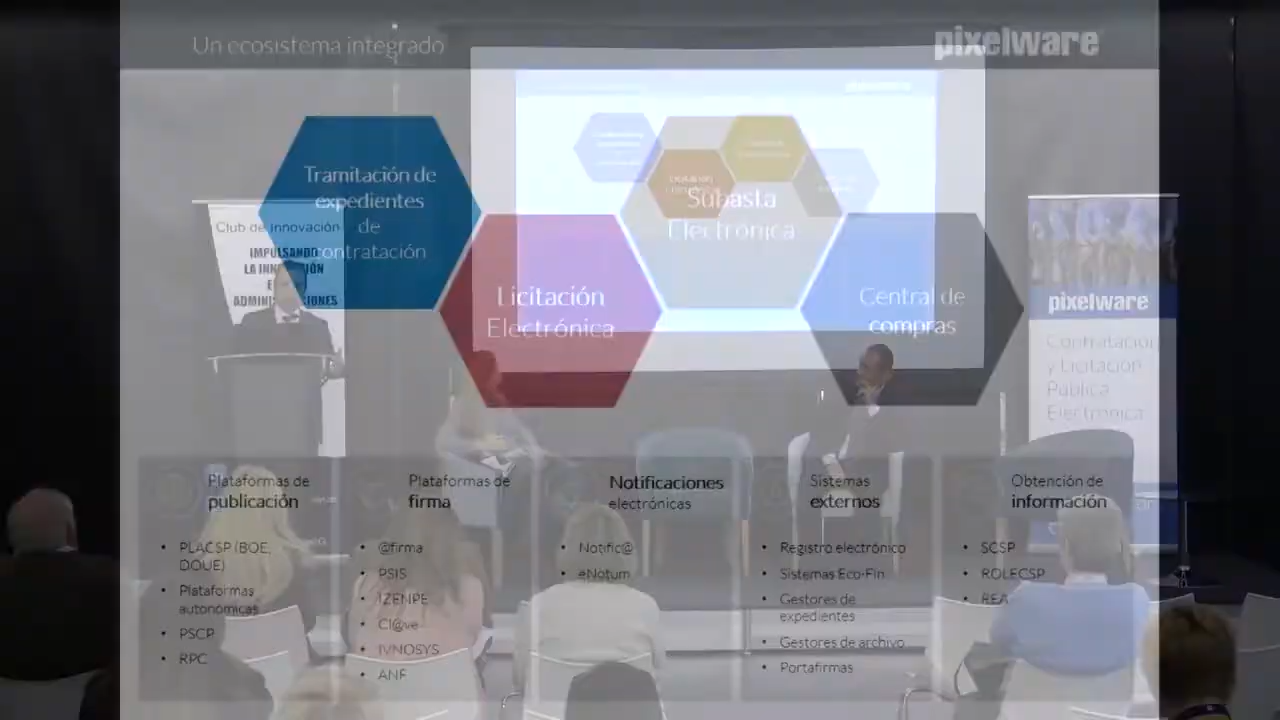 Un ecosistema integrado
pixelware
Tramitación de
expedientes
de
contratación
Licitación
Electrónica
Subasta
Electrónica
Central de
compras
Club de Innovación
IMPULSANDO
LA INNOVACIÓN
pixelware
Contratación
y Licitación
Pública
Electrónica
Plataformas de
publicación
• PLACSP (BOE,
DOUE)
• Plataformas
autonómicas
• PSCP
• RPC
Plataformas de
firma
• @firma
• PSIS
• IZENPE
• Cl@ve
• IVNOSYS
• ANF
Notificaciones
electrónicas
• Notific@
• eNotum
Sistemas
externos
• Registro electrónico
• Sistemas Eco-Fin
• Gestores de
expedientes
• Gestores de archivo
• Portafirmas
Obtención de
información
• SCSP
• ROLECSP
• REA